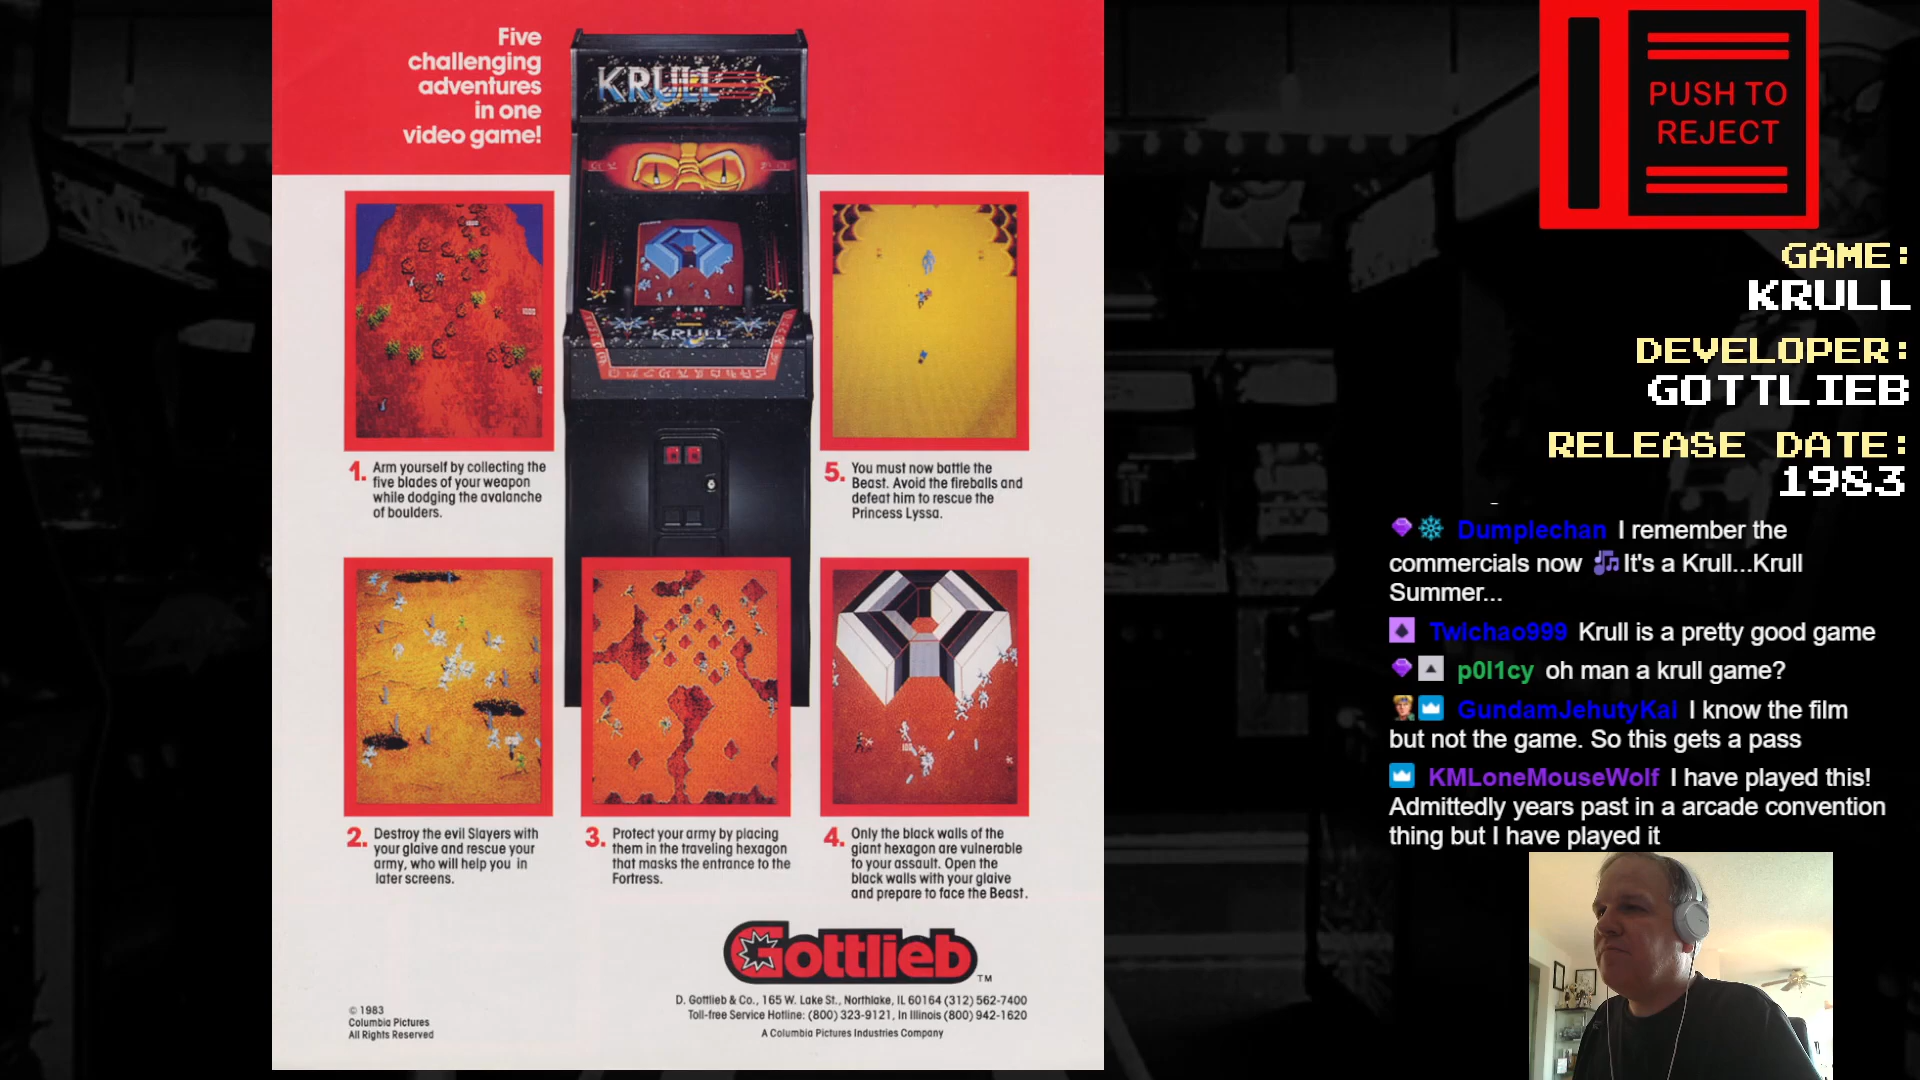 Five
challenging
adventures
in one
video game!
KRULL
KRULL
1. Arm yourself by collecting the
five blades of your weapon
while dodging the avalanche
of boulders.
5. You must now battle the
Beast. Avoid the fireballs and
defeat him to rescue the
Princess Lyssa.
2. Destroy the evil Slayers with
your glaive and rescue your
army, who will help you in
later screens.
3. Protect your army by placing
them in the traveling hexagon
that masks the entrance to the
Fortress.
4. Only the black walls of the
giant hexagon are vulnerable
to your assault. Open the
black walls with your glaive
and prepare to face the Beast.
Gottlieb TM
D. Gottlieb & Co., 165 W. Lake St., Northlake, IL 60164 (312) 562-7400
Toll-free Service Hotline: (800) 323-9121, In Illinois (800) 942-1620
A Columbia Pictures Industries Company
© 1983
Columbia Pictures
All Rights Reserved
PUSH TO
REJECT
GAME:
KRULL
DEVELOPER:
GOTTLIEB
RELEASE DATE:
1983
Dumplechan I remember the
commercials now It's a Krull...Krull
Summer...
Twlchao999 Krull is a pretty good game
p0l1cy oh man a krull game?
GundamJehutyKai I know the film
but not the game. So this gets a pass
KMLoneMouseWolf I have played this!
Admittedly years past in a arcade convention
thing but I have played it